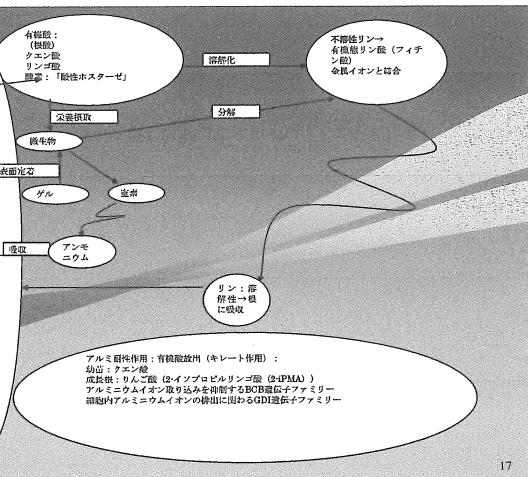 有機酸：
（根酸）
クエン酸
リンゴ酸
酸性：「酸性ホスターゼ」
溶解化
不溶性リン→
有機態リン酸（フィチ
ン酸）
金属イオンと結合
栄養摂取
分解
微生物
表面定着
ゲル
窒素
吸収
アンモ
ニウム
リン：溶
解性→根
に吸収
アルミ耐性作用：有機酸放出（キレート作用）：
幼苗：クエン酸
成長根：りんご酸（2-イソプロピルリンゴ酸（2-iPMA））
アルミニウムイオン取り込みを抑制するBCB遺伝子ファミリー
細胞内アルミニウムイオンの排出に関わるGDI遺伝子ファミリー
17